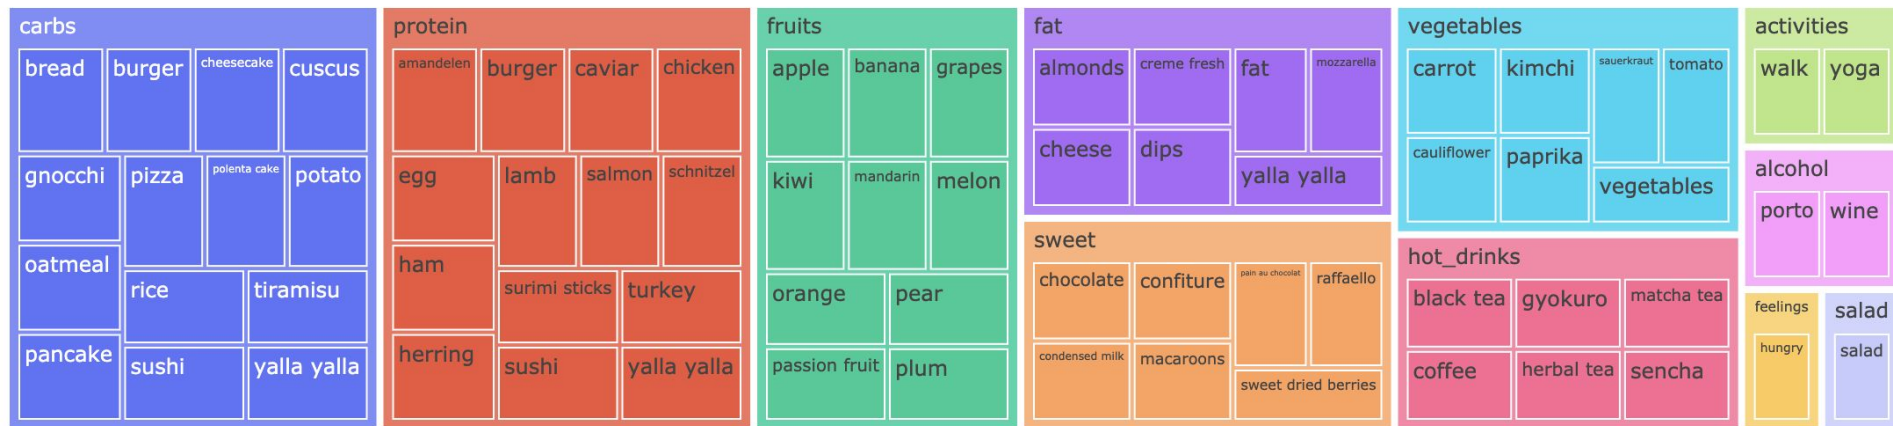 carbs
bread
burger
cheesecake
cuscus
gnocchi
pizza
polenta cake
potato
oatmeal
rice
tiramisu
pancake
sushi
yalla yalla
protein
amandelen
burger
caviar
chicken
egg
lamb
salmon
schnitzel
ham
surimi sticks
turkey
herring
sushi
yalla yalla
fruits
apple
banana
grapes
kiwi
mandarin
melon
orange
pear
passion fruit
plum
fat
almonds
creme fresh
fat
mozzarella
cheese
dips
yalla yalla
sweet
chocolate
confiture
pain au chocolat
raffaello
condensed milk
macaroons
sweet dried berries
vegetables
carrot
kimchi
sauerkraut
tomato
cauliflower
paprika
vegetables
hot_drinks
black tea
gyokuro
matcha tea
coffee
herbal tea
sencha
activities
walk
yoga
alcohol
porto
wine
feelings
hungry
salad
salad